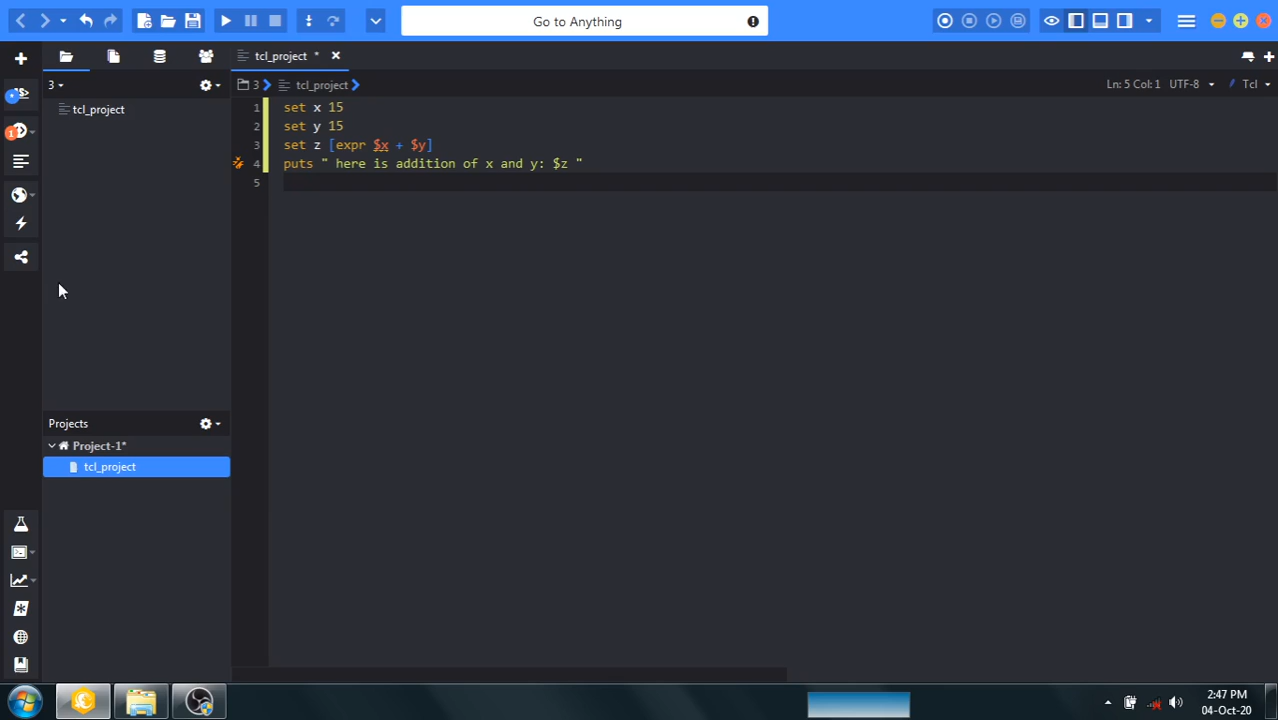 Go to Anything
tcl_project *
3
3
tcl_project
Ln: 5 Col: 1 UTF-8 Tcl
tcl_project
1
1 set x 15
2 set y 15
3 set z [expr $x + $y]
4 puts " here is addition of x and y: $z "
5
Projects
Project-1*
tcl_project
2:47 PM
04-Oct-20